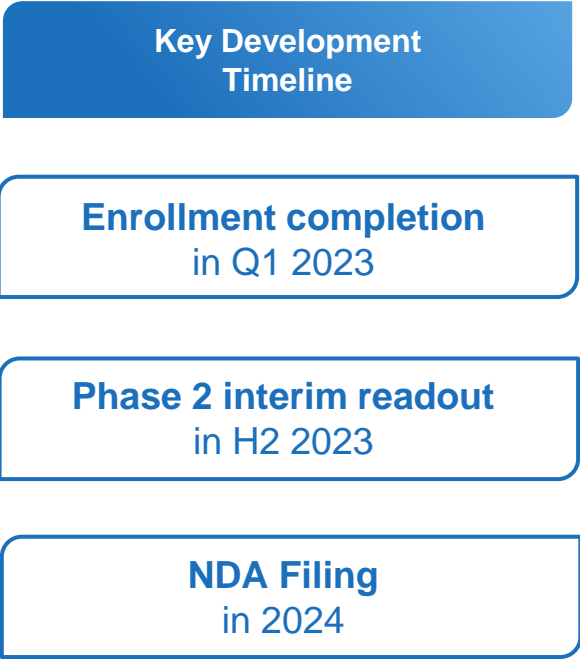 Key Development
Timeline
Enrollment completion
in Q1 2023
Phase 2 interim readout
in H2 2023
NDA Filing
in 2024